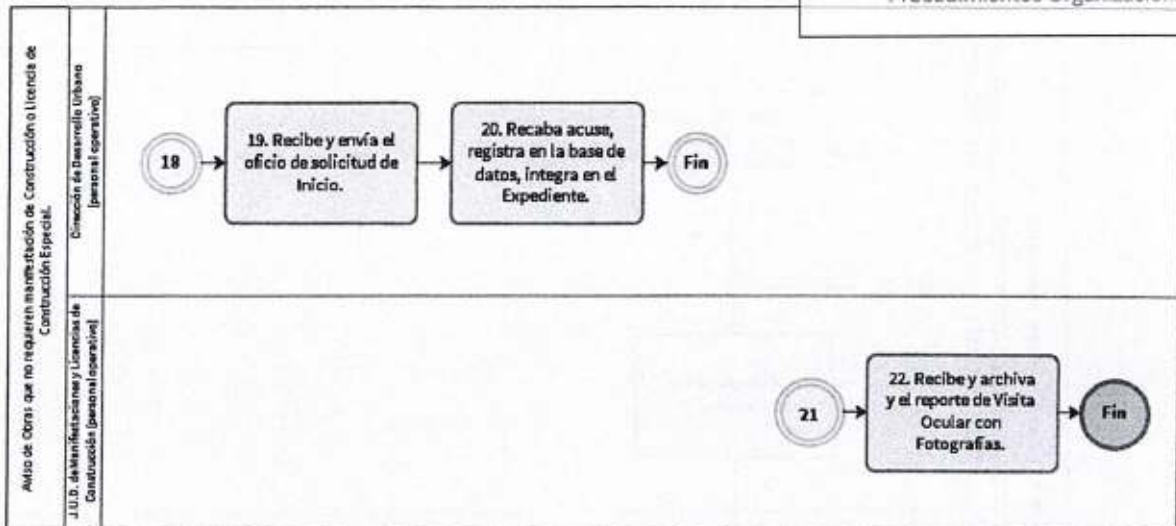 Aviso de Obras que no requieren manifestación de Construcción o Licencia de
Construcción Especial.
Dirección de Desarrollo Urbano
(personal operativo)
18
19. Recibe y envía el
oficio de solicitud de
Inicio.
20. Recaba acuse,
registra en la base de
datos, integra en el
Expediente.
Fin
J.U.D. de Manifestaciones y Licencias de
Construcción (personal operativo)
21
22. Recibe y archiva
y el reporte de Visita
Ocular con
Fotografías.
Fin